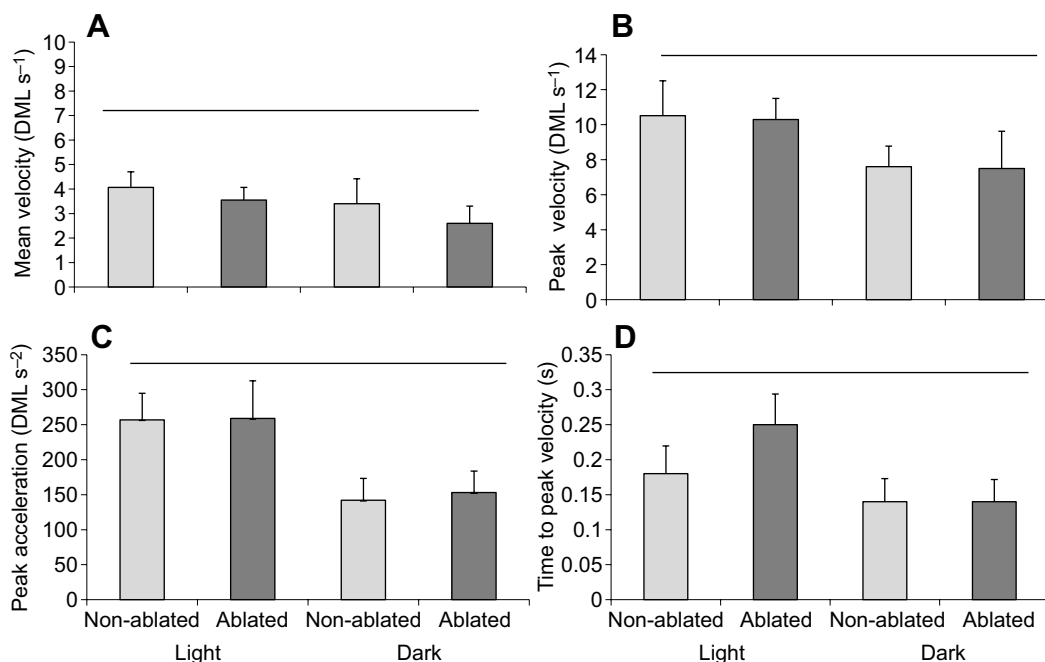 A
Mean velocity (DML s⁻¹)
10
9
8
7
6
5
4
3
2
1
0
B
Peak velocity (DML s⁻¹)
14
12
10
8
6
4
2
0
C
Peak acceleration (DML s⁻²)
350
300
250
200
150
100
50
0
Non-ablated Ablated Non-ablated Ablated
Light Dark
D
Time to peak velocity (s)
0.35
0.3
0.25
0.2
0.15
0.1
0.05
0
Non-ablated Ablated Non-ablated Ablated
Light Dark